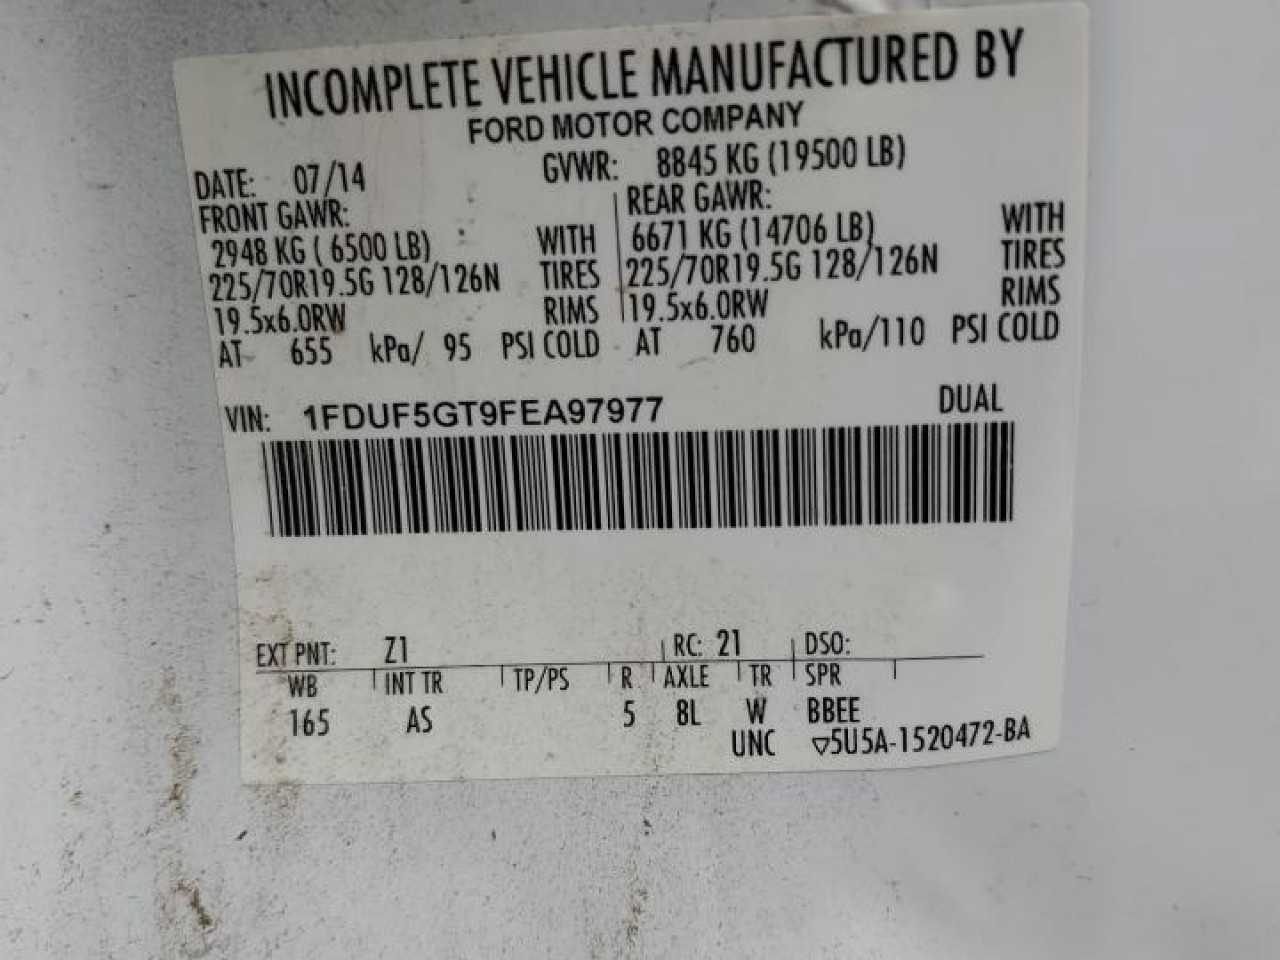 INCOMPLETE VEHICLE MANUFACTURED BY
FORD MOTOR COMPANY
DATE: 07/14 GVWR: 8845 KG (19500 LB)
FRONT GAWR: REAR GAWR:
2948 KG ( 6500 LB) WITH 6671 KG (14706 LB) WITH
225/70R19.5G 128/126N TIRES 225/70R19.5G 128/126N TIRES
19.5x6.0RW RIMS 19.5x6.0RW RIMS
AT 655 kPa/ 95 PSI COLD AT 760 kPa/110 PSI COLD
VIN: 1FDUF5GT9FEA97977 DUAL
EXT PNT: Z1 RC: 21 DSO:
WB INT TR TP/PS R AXLE TR SPR
165 AS 5 8L W BBEE
UNC ▽5U5A-1520472-BA